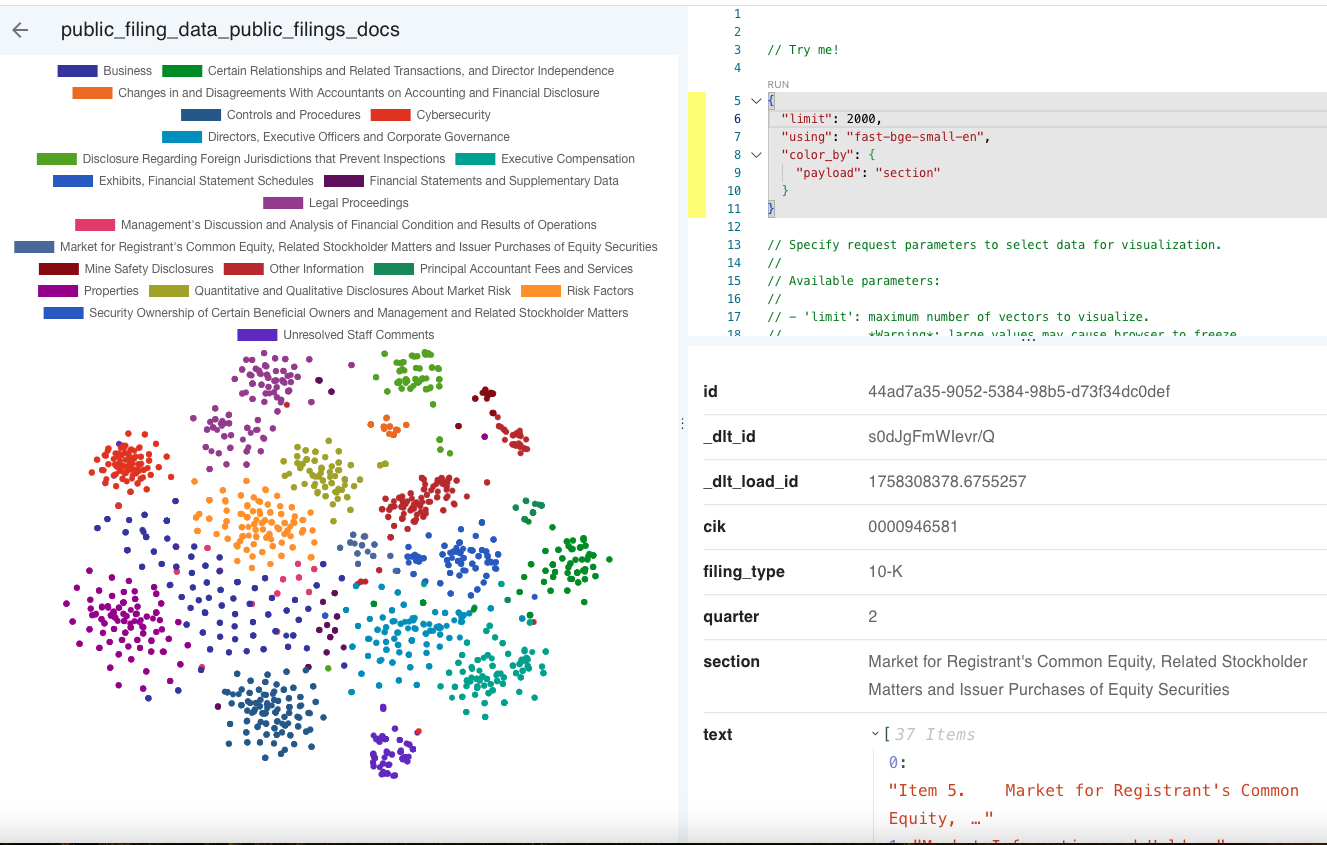 public_filing_data_public_filings_docs
Business Certain Relationships and Related Transactions, and Director Independence
Changes in and Disagreements With Accountants on Accounting and Financial Disclosure
Controls and Procedures Cybersecurity
Directors, Executive Officers and Corporate Governance
Disclosure Regarding Foreign Jurisdictions that Prevent Inspections Executive Compensation
Exhibits, Financial Statement Schedules Financial Statements and Supplementary Data
Legal Proceedings
Management's Discussion and Analysis of Financial Condition and Results of Operations
Market for Registrant's Common Equity, Related Stockholder Matters and Issuer Purchases of Equity Securities
Mine Safety Disclosures Other Information Principal Accountant Fees and Services
Properties Quantitative and Qualitative Disclosures About Market Risk Risk Factors
Security Ownership of Certain Beneficial Owners and Management and Related Stockholder Matters
Unresolved Staff Comments
1
2
3 // Try me!
4
RUN
5 {
6 "limit": 2000,
7 "using": "fast-bge-small-en",
8 "color_by": {
9 "payload": "section"
10 }
11 }
12
13 // Specify request parameters to select data for visualization.
14 //
15 // Available parameters:
16 //
17 // - 'limit': maximum number of vectors to visualize.
18 // *Warning*: large values may cause browser to freeze
id 44ad7a35-9052-5384-98b5-d73f34dc0def
_dlt_id s0dJgFmWIevr/Q
_dlt_load_id 1758308378.6755257
cik 0000946581
filing_type 10-K
quarter 2
section Market for Registrant's Common Equity, Related Stockholder
Matters and Issuer Purchases of Equity Securities
text [ 37 Items
0:
"Item 5. Market for Registrant's Common
Equity, …"